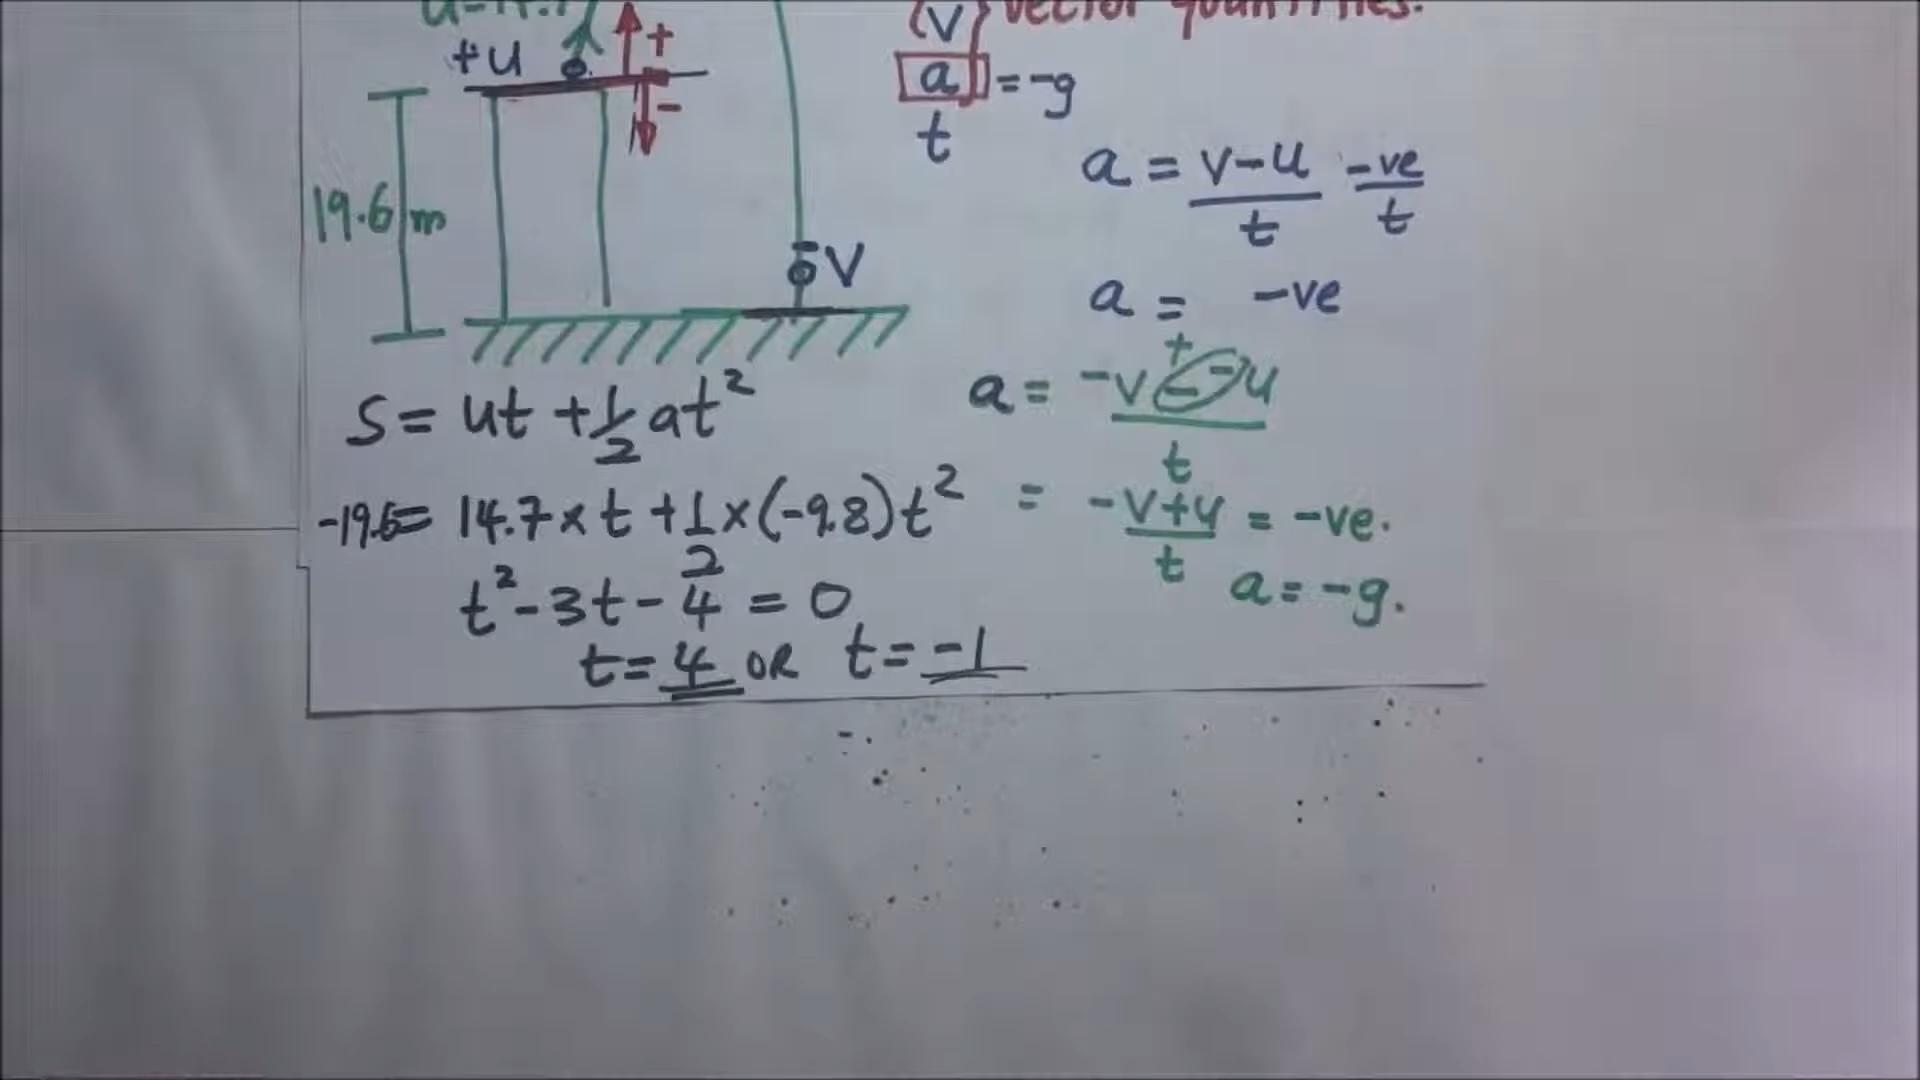 +u
+
-
19.6 m
V
(V} vector quantities.
a = -g
t
a = v-u/t -ve/t
a = -ve
a = -v - -u/t
+
= -v+u/t = -ve.
a = -g.
S = ut + 1/2 at²
-19.6 = 14.7 × t + 1/2 × (-9.8)t²
t² - 3t - 4 = 0
t = 4 OR t = -1